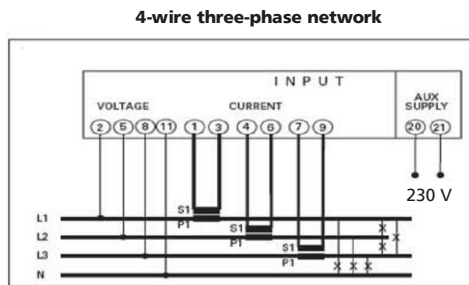 4-wire three-phase network
INPUT
VOLTAGE CURRENT AUX
SUPPLY
2 5 8 11 1 3 4 6 7 9 20 21
230 V
S1
L1
P1
S1
L2
P1
S1
L3
P1
N